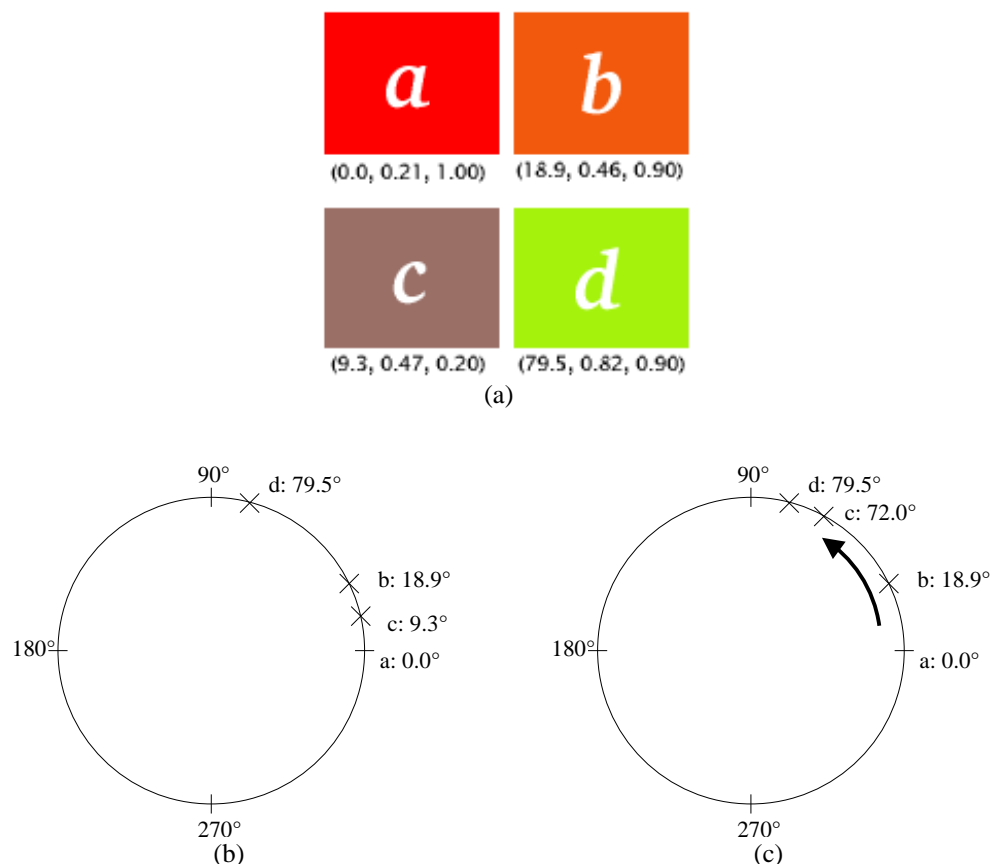 a b
(0.0, 0.21, 1.00) (18.9, 0.46, 0.90)
c d
(9.3, 0.47, 0.20) (79.5, 0.82, 0.90)
(a)
90°
d: 79.5°
b: 18.9°
c: 9.3°
180°
a: 0.0°
270°
(b)
90°
d: 79.5°
c: 72.0°
b: 18.9°
180°
a: 0.0°
270°
(c)